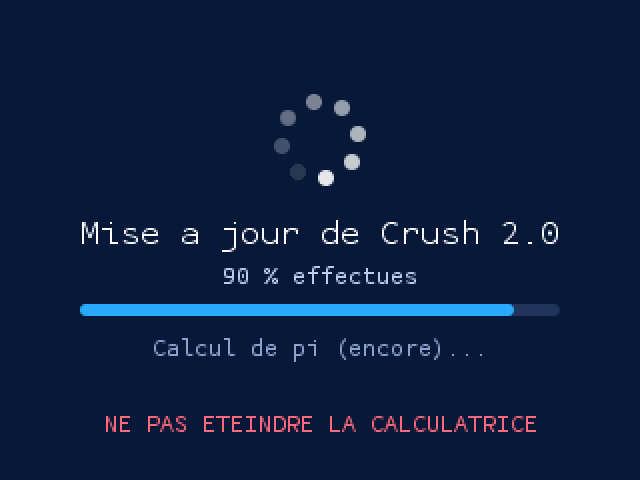 Mise a jour de Crush 2.0
90 % effectues
Calcul de pi (encore)...
NE PAS ETEINDRE LA CALCULATRICE